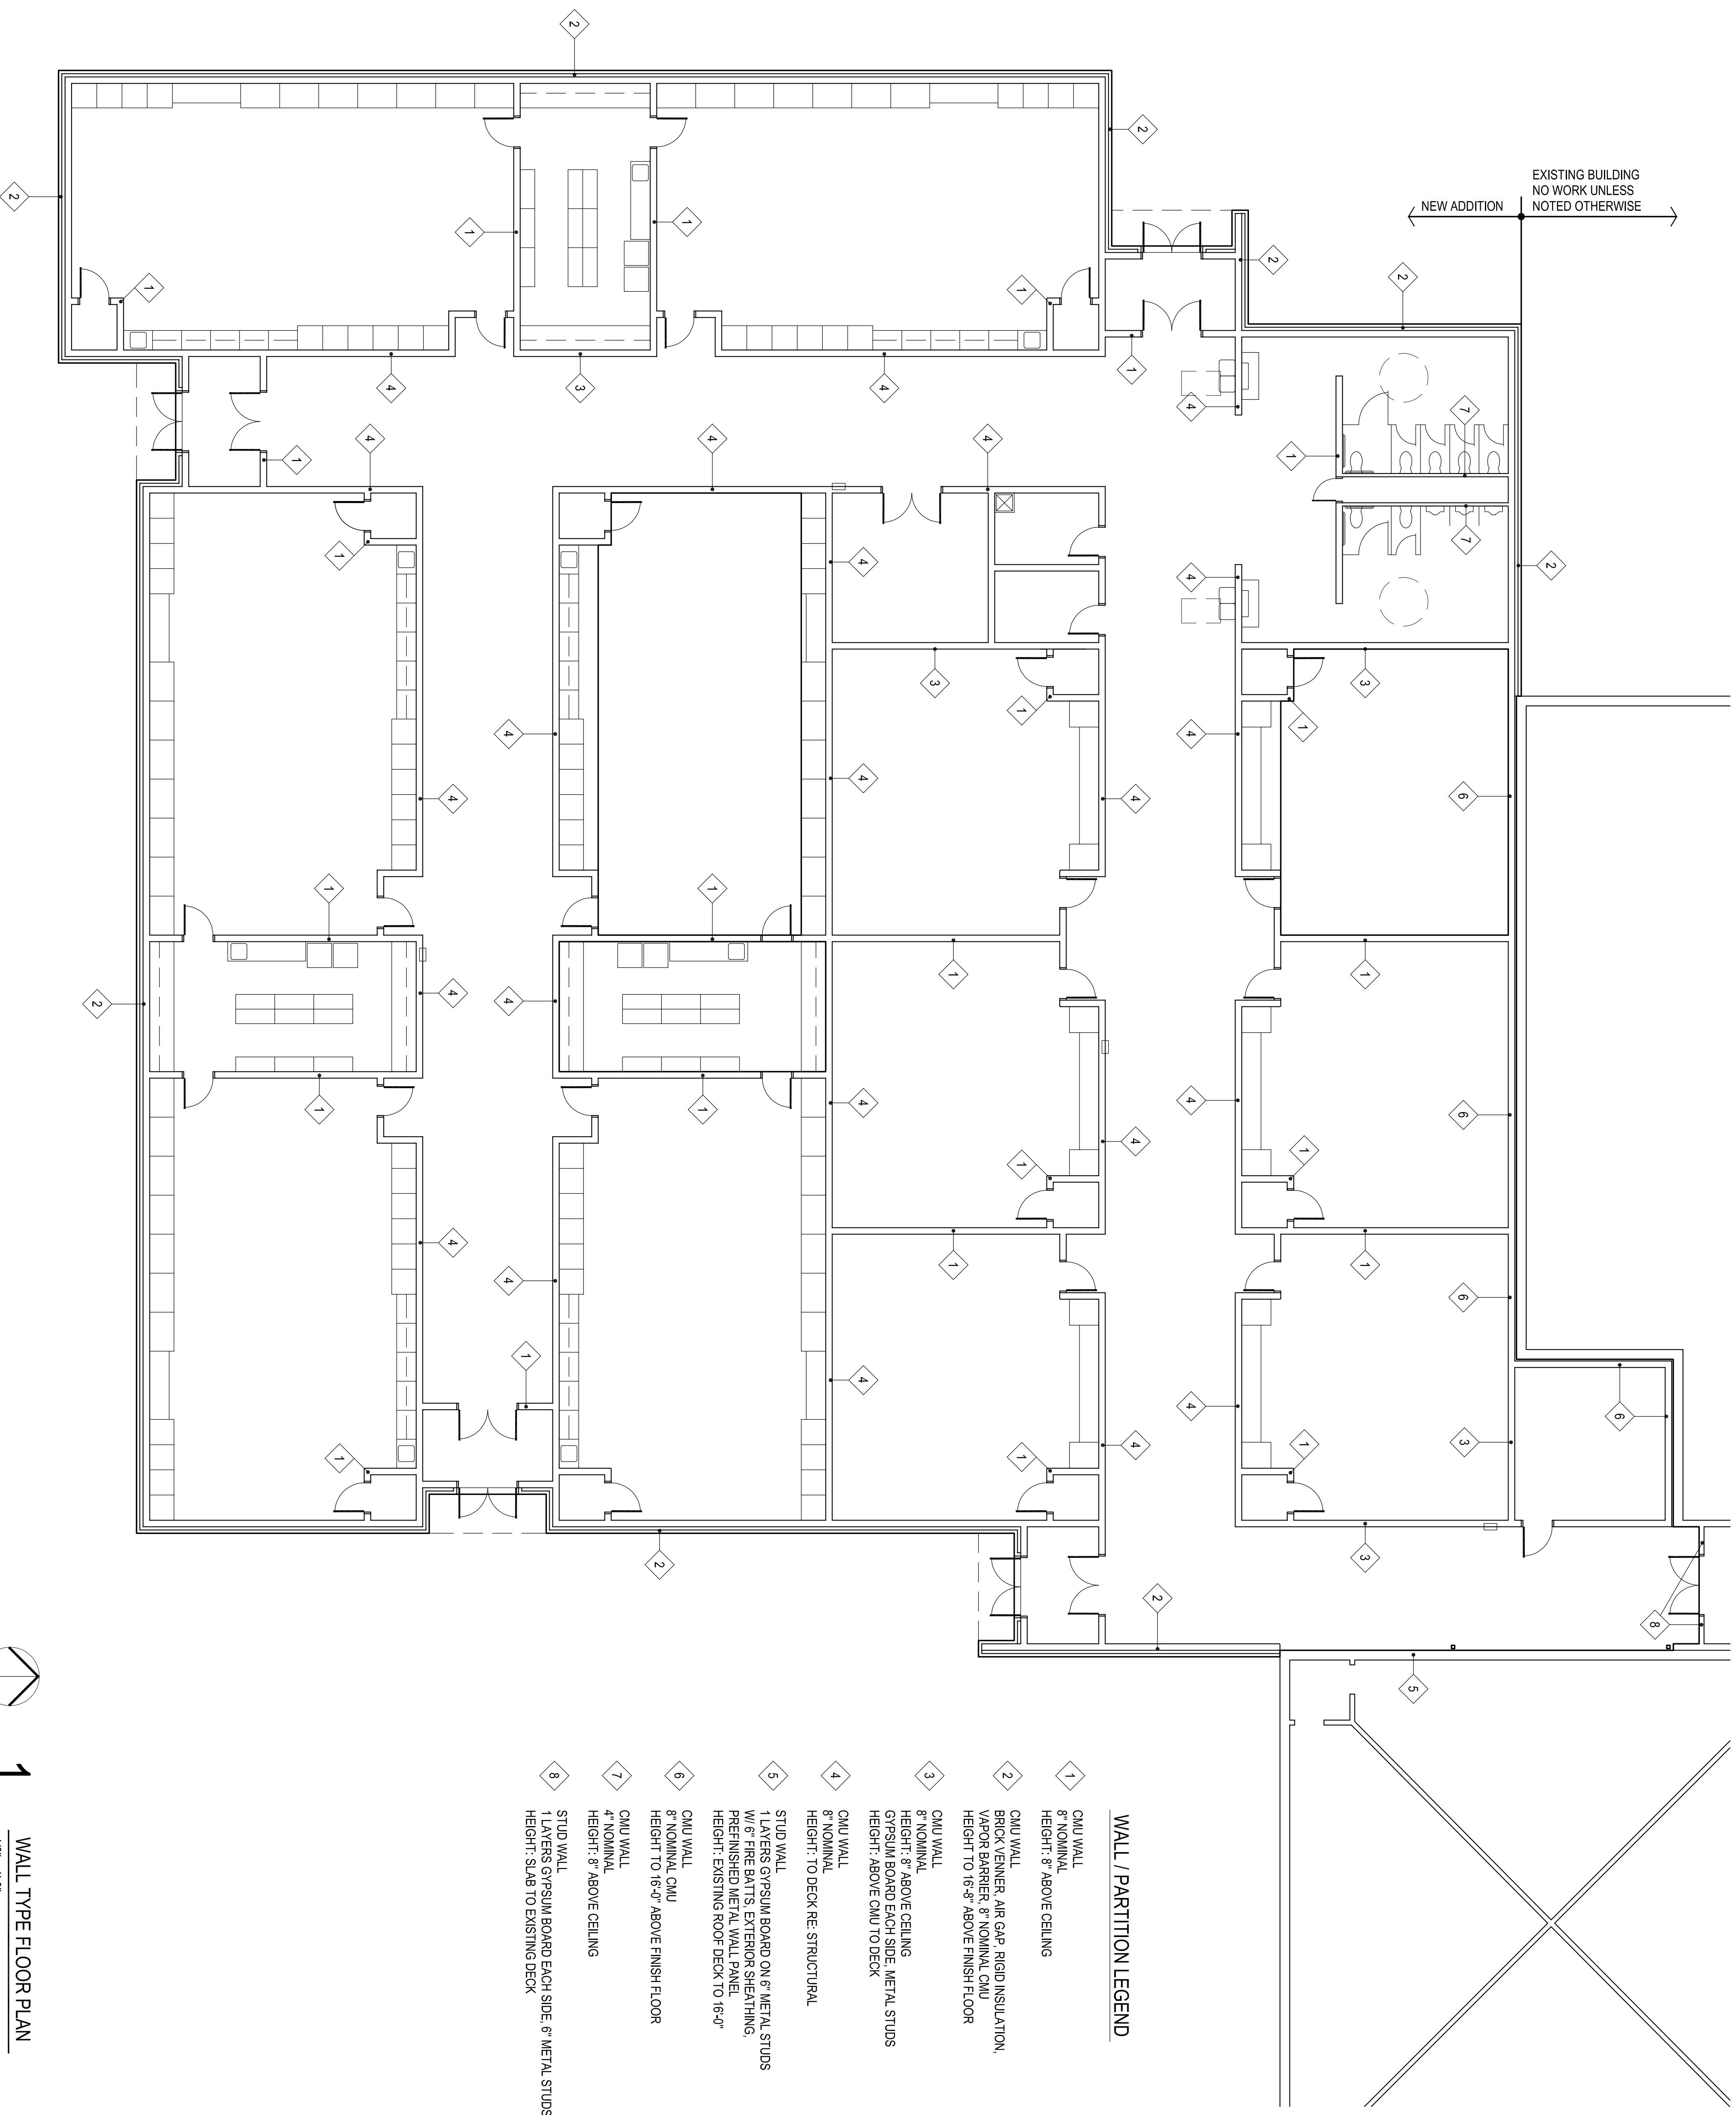 EXISTING BUILDING
NO WORK UNLESS
NOTED OTHERWISE
NEW ADDITION
WALL / PARTITION LEGEND
1
CMU WALL
8" NOMINAL
HEIGHT: 8" ABOVE CEILING
2
CMU WALL
BRICK VENNER, AIR GAP, RIGID INSULATION,
VAPOR BARRIER, 8" NOMINAL CMU
HEIGHT TO 16'-8" ABOVE FINISH FLOOR
3
CMU WALL
8" NOMINAL
HEIGHT: 8" ABOVE CEILING
GYPSUM BOARD EACH SIDE, METAL STUDS
HEIGHT: ABOVE CMU TO DECK
4
CMU WALL
8" NOMINAL
HEIGHT: TO DECK RE: STRUCTURAL
5
STUD WALL
1 LAYERS GYPSUM BOARD ON 6" METAL STUDS
W/ 6" FIRE BATTS, EXTERIOR SHEATHING,
PREFINISHED METAL WALL PANEL
HEIGHT: EXISTING ROOF DECK TO 16'-0"
6
CMU WALL
8" NOMINAL CMU
HEIGHT TO 16'-0" ABOVE FINISH FLOOR
7
CMU WALL
4" NOMINAL
HEIGHT: 8" ABOVE CEILING
8
STUD WALL
1 LAYERS GYPSUM BOARD EACH SIDE, 6" METAL STUDS
HEIGHT: SLAB TO EXISTING DECK
1
WALL TYPE FLOOR PLAN